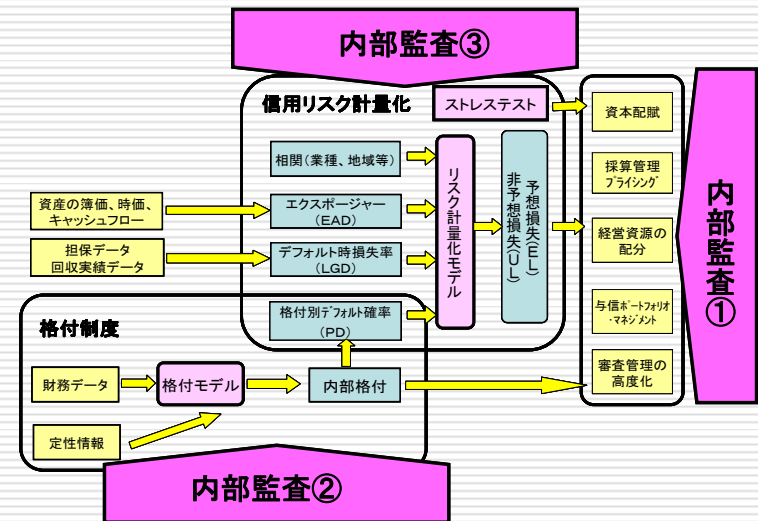 内部監査③
信用リスク計量化
ストレステスト
資本配賦
相関（業種、地域等）
採算管理
プライシング
資産の簿価、時価、
キャッシュフロー
エクスポージャー
（EAD）
リスク計量化モデル
予想損失（EL）
非予想損失（UL）
経営資源の
配分
内部監査①
担保データ
回収実績データ
デフォルト時損失率
（LGD）
格付制度
格付別デフォルト確率
（PD）
与信ポートフォリオ
・マネジメント
財務データ
格付モデル
内部格付
審査管理の
高度化
定性情報
内部監査②